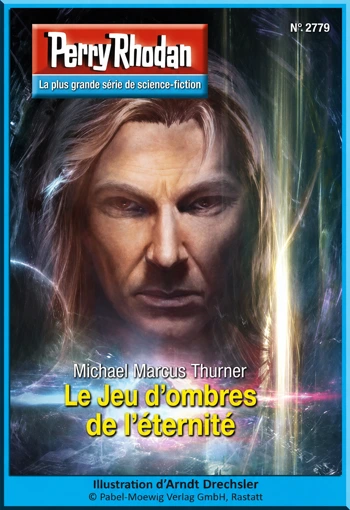 Perry Rhodan
N°. 2779
La plus grande série de science-fiction
Michael Marcus Thurner
Le Jeu d'ombres
de l'éternité
Illustration d'Arndt Drechsler
© Pabel-Moewig Verlag GmbH, Rastatt